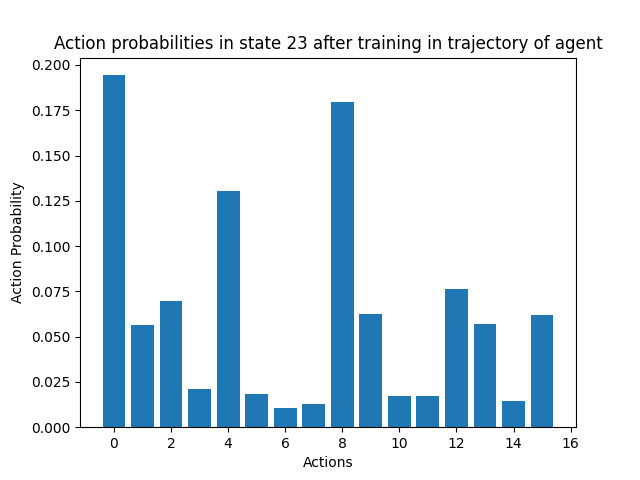 Action probabilities in state 23 after training in trajectory of agent
0.200
0.175
0.150
0.125
0.100
0.075
0.050
0.025
0.000
Action Probability
0 2 4 6 8 10 12 14 16
Actions